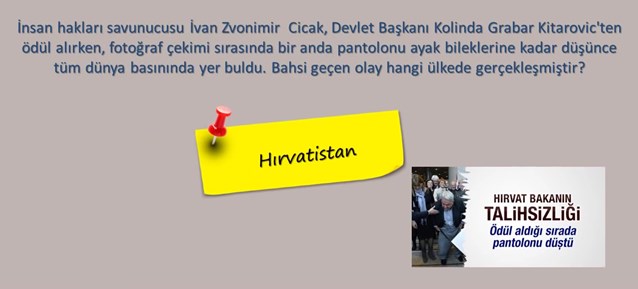 İnsan hakları savunucusu İvan Zvonimir  Cicak, Devlet Başkanı Kolinda Grabar Kitarovic'ten
ödül alırken, fotoğraf çekimi sırasında bir anda pantolonu ayak bileklerine kadar düşünce
tüm dünya basınında yer buldu. Bahsi geçen olay hangi ülkede gerçekleşmiştir?
Hırvatistan
HIRVAT BAKANIN
TALİHSİZLİĞİ
Ödül aldığı sırada
pantolonu düştü